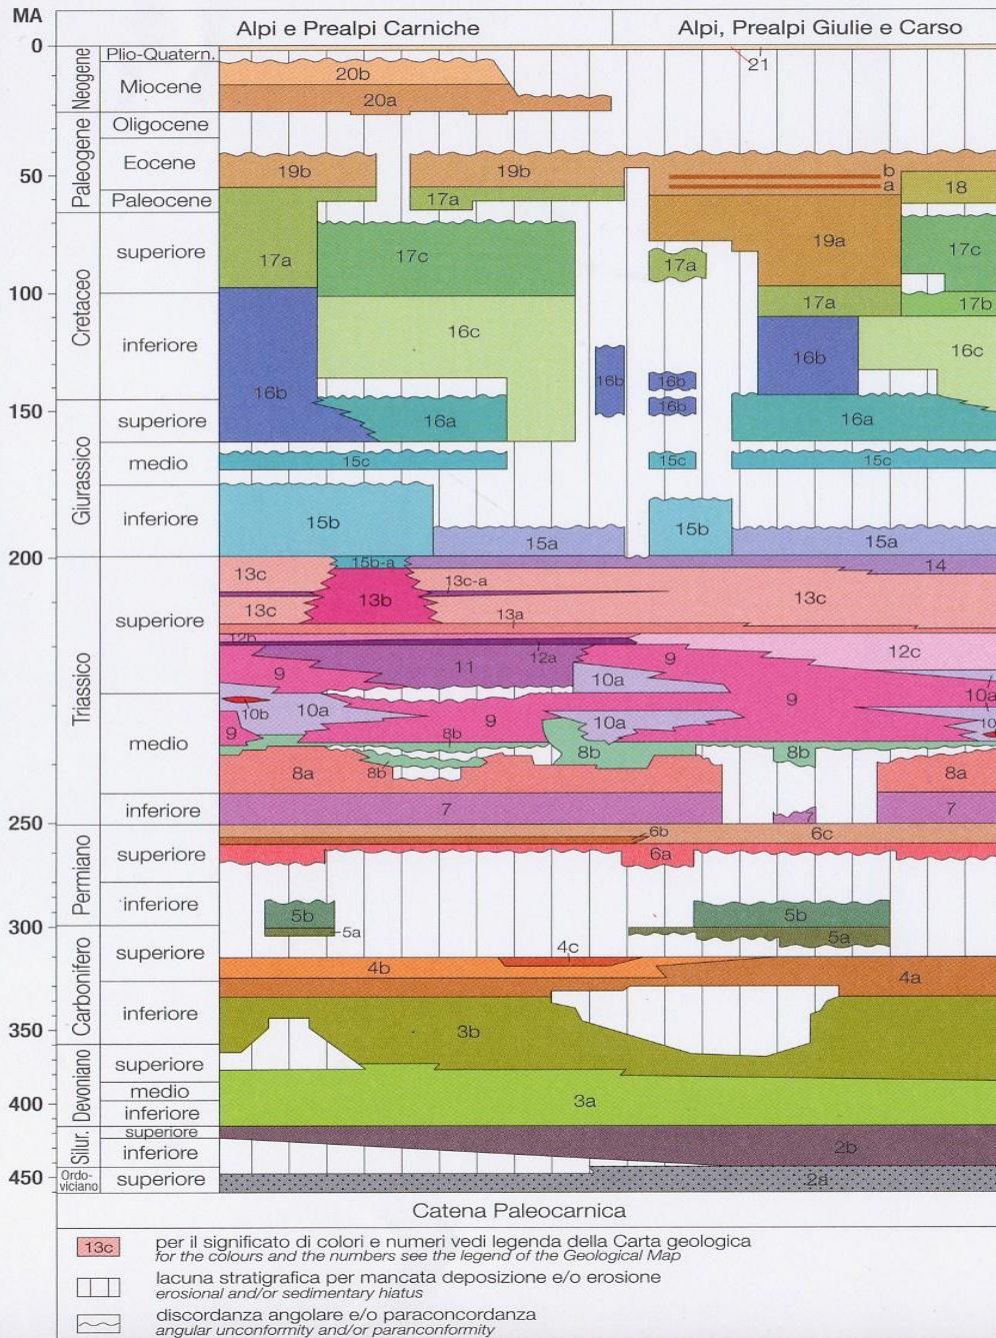 MA
Alpi e Prealpi Carniche
Alpi, Prealpi Giulie e Carso
0
Neogene
Plio-Quatern.
21
20b
Miocene
20a
Oligocene
Paleogene
Eocene
19b
19b
50
b
a
18
Paleocene
17a
superiore
17a
17c
17a
19a
17c
100
17a
17b
Cretaceo
inferiore
16c
16b
16b
16b
16c
16b
16b
150
superiore
16a
16a
medio
15c
15c
15c
Giurassico
inferiore
15b
15a
15b
15a
200
15b-a
14
13c
13c-a
13b
13c
13c
13a
superiore
12b
12a
12c
11
9
9
10a
10a
Triassico
10b
10a
9
10a
9
10
9
8b
8b
8b
medio
8a
8b
8a
inferiore
7
7
7
250
6b
6c
superiore
6a
Permiano
inferiore
5b
5b
300
5a
5a
superiore
4c
4b
4a
Carbonifero
inferiore
3b
350
superiore
Devoniano
medio
400
inferiore
3a
Silur.
superiore
inferiore
2b
450
Ordo-
viciano
superiore
2a
Catena Paleocarnica
13c
per il significato di colori e numeri vedi legenda della Carta geologica
for the colours and the numbers see the legend of the Geological Map
lacuna stratigrafica per mancata deposizione e/o erosione
erosional and/or sedimentary hiatus
discordanza angolare e/o paraconcordanza
angular unconformity and/or paranconformity